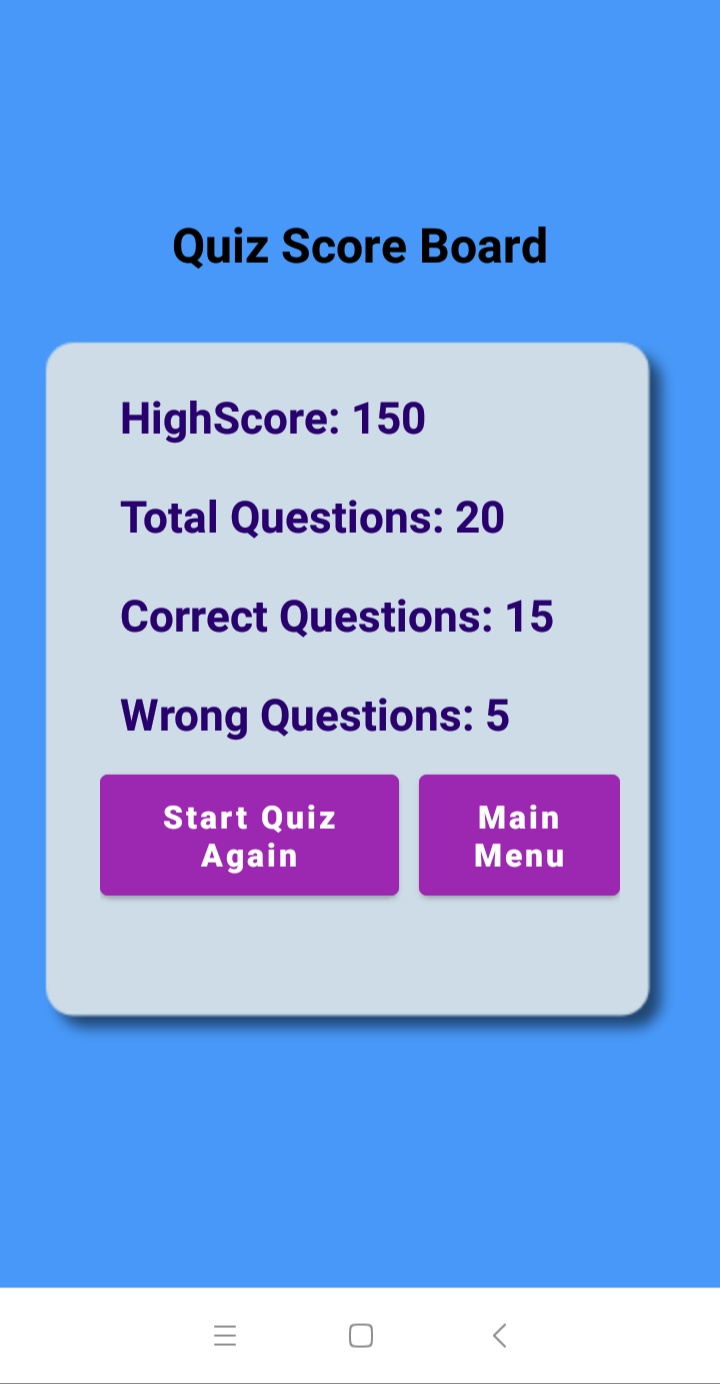 Quiz Score Board
HighScore: 150
Total Questions: 20
Correct Questions: 15
Wrong Questions: 5
Start Quiz
Again
Main
Menu